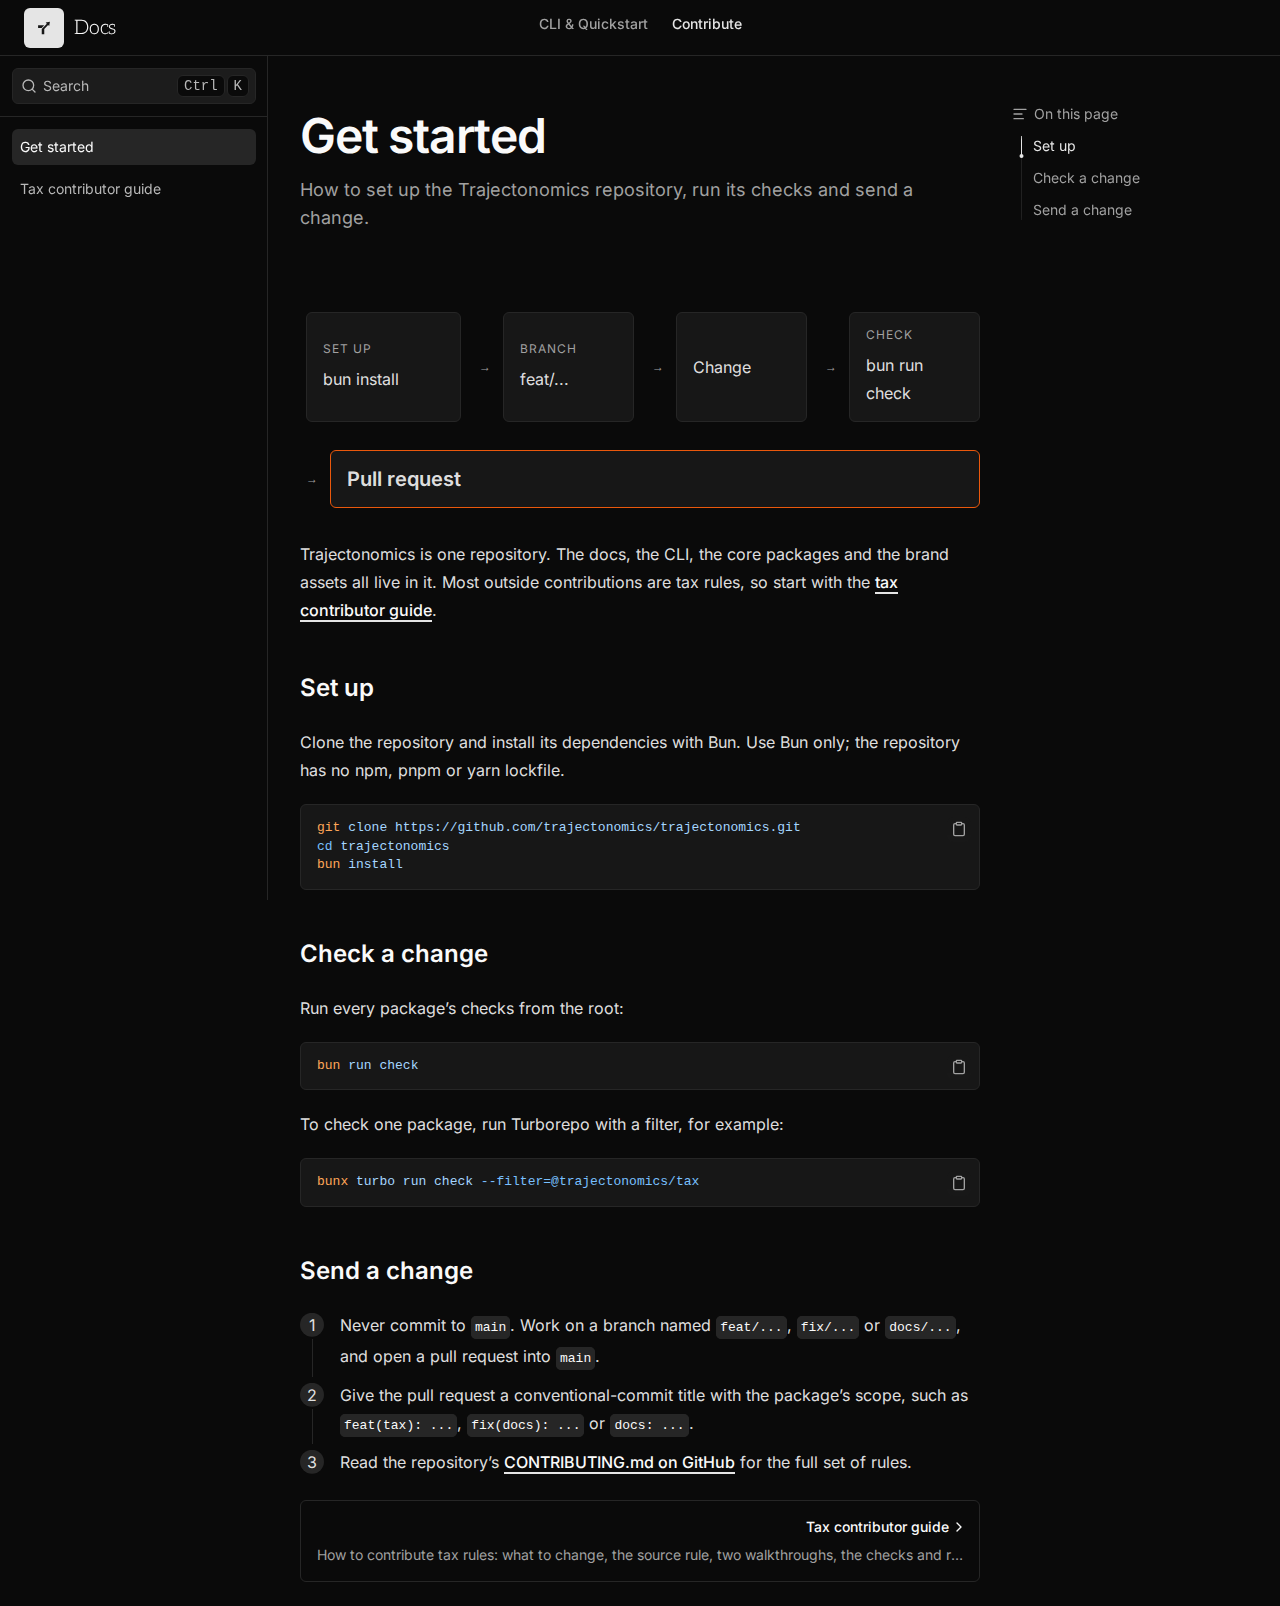 Docs
CLI & Quickstart
Contribute
Search
Ctrl K
Get started
Tax contributor guide
Get started
How to set up the Trajectonomics repository, run its checks and send a
change.
On this page
Set up
Check a change
Send a change
SET UP
bun install
→
BRANCH
feat/…
→
Change
→
CHECK
bun run
check
→
Pull request
Trajectonomics is one repository. The docs, the CLI, the core packages and the brand
assets all live in it. Most outside contributions are tax rules, so start with the tax
contributor guide.
Set up
Clone the repository and install its dependencies with Bun. Use Bun only; the repository
has no npm, pnpm or yarn lockfile.
git clone https://github.com/trajectonomics/trajectonomics.git
cd trajectonomics
bun install
Check a change
Run every package’s checks from the root:
bun run check
To check one package, run Turborepo with a filter, for example:
bunx turbo run check --filter=@trajectonomics/tax
Send a change
1 Never commit to main. Work on a branch named feat/..., fix/... or docs/...,
and open a pull request into main.
2 Give the pull request a conventional-commit title with the package’s scope, such as
feat(tax): ..., fix(docs): ... or docs: ....
3 Read the repository’s CONTRIBUTING.md on GitHub for the full set of rules.
Tax contributor guide
How to contribute tax rules: what to change, the source rule, two walkthroughs, the checks and r…